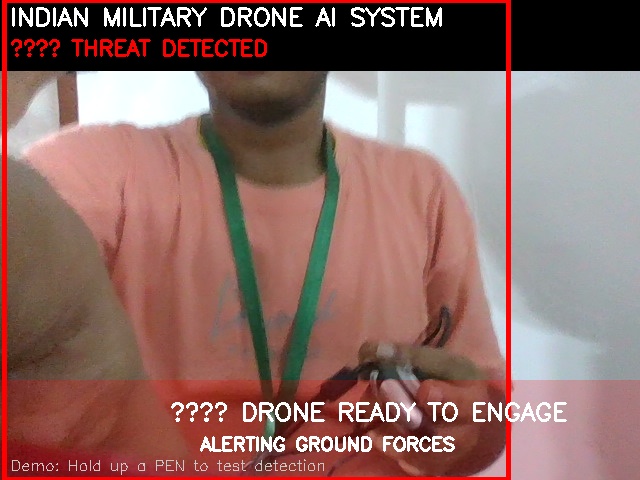 INDIAN MILITARY DRONE AI SYSTEM
???? THREAT DETECTED
???? DRONE READY TO ENGAGE
ALERTING GROUND FORCES
Demo: Hold up a PEN to test detection